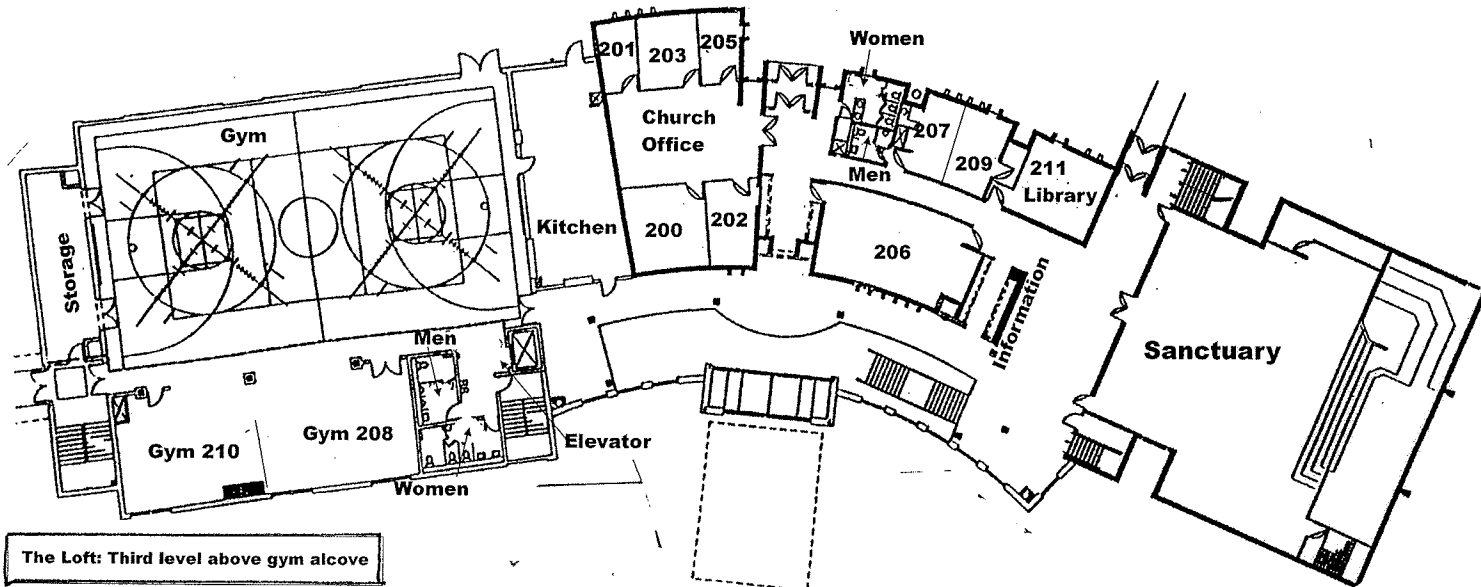 201
203
205
Women
Gym
Church
Office
207
209
211
Library
Men
Kitchen
200
202
206
Storage
Information
Sanctuary
Men
Gym 210
Gym 208
Elevator
Women
The Loft: Third level above gym alcove